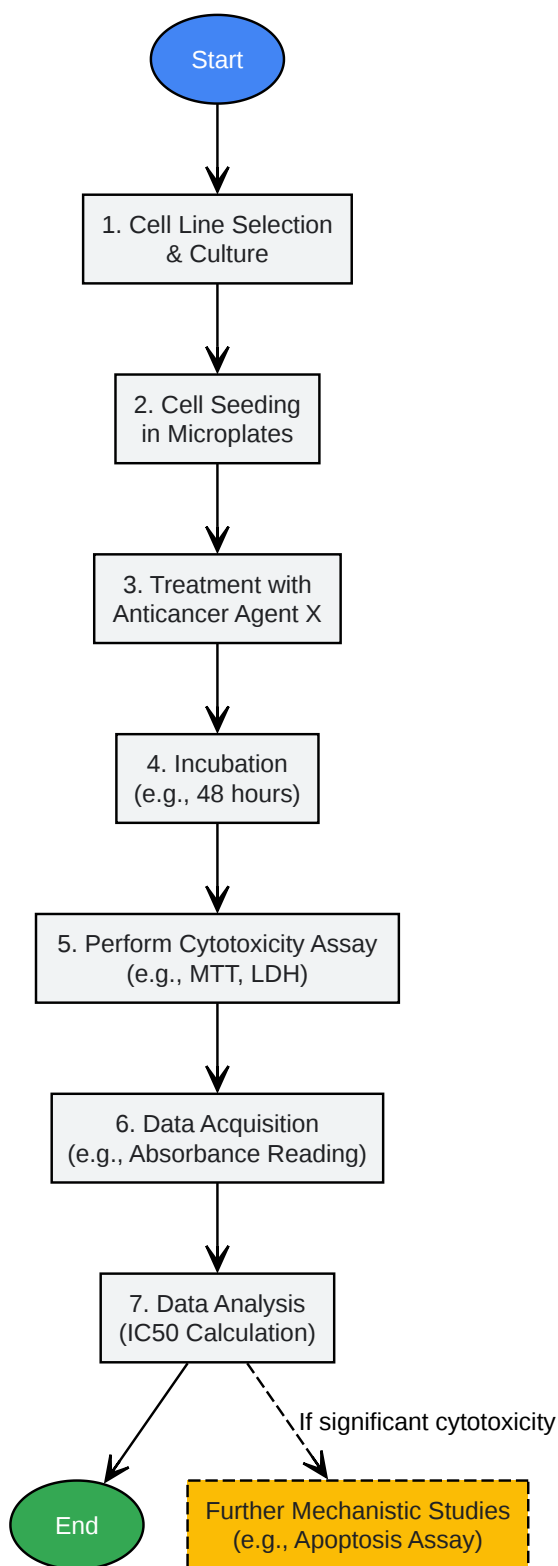 Start
1. Cell Line Selection
& Culture
2. Cell Seeding
in Microplates
3. Treatment with
Anticancer Agent X
4. Incubation
(e.g., 48 hours)
5. Perform Cytotoxicity Assay
(e.g., MTT, LDH)
6. Data Acquisition
(e.g., Absorbance Reading)
7. Data Analysis
(IC50 Calculation)
If significant cytotoxicity
End
Further Mechanistic Studies
(e.g., Apoptosis Assay)